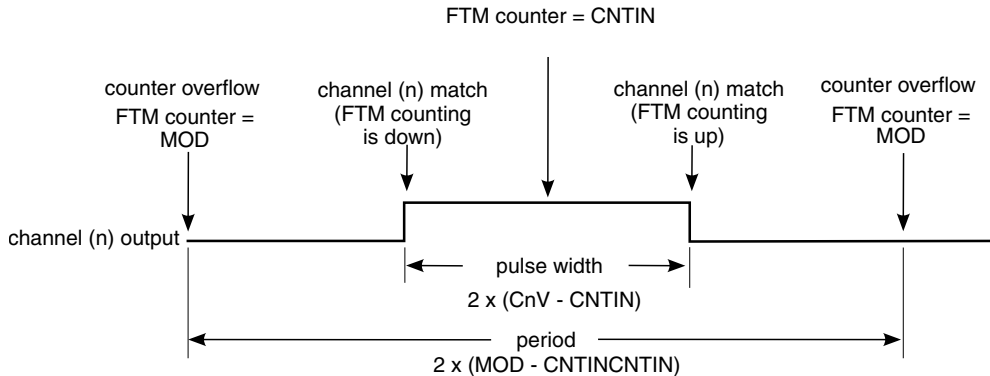 FTM counter = CNTIN
counter overflow
FTM counter =
MOD
channel (n) match
(FTM counting
is down)
channel (n) match
(FTM counting
is up)
counter overflow
FTM counter =
MOD
channel (n) output
pulse width
2 x (CnV - CNTIN)
period
2 x (MOD - CNTINCNTIN)